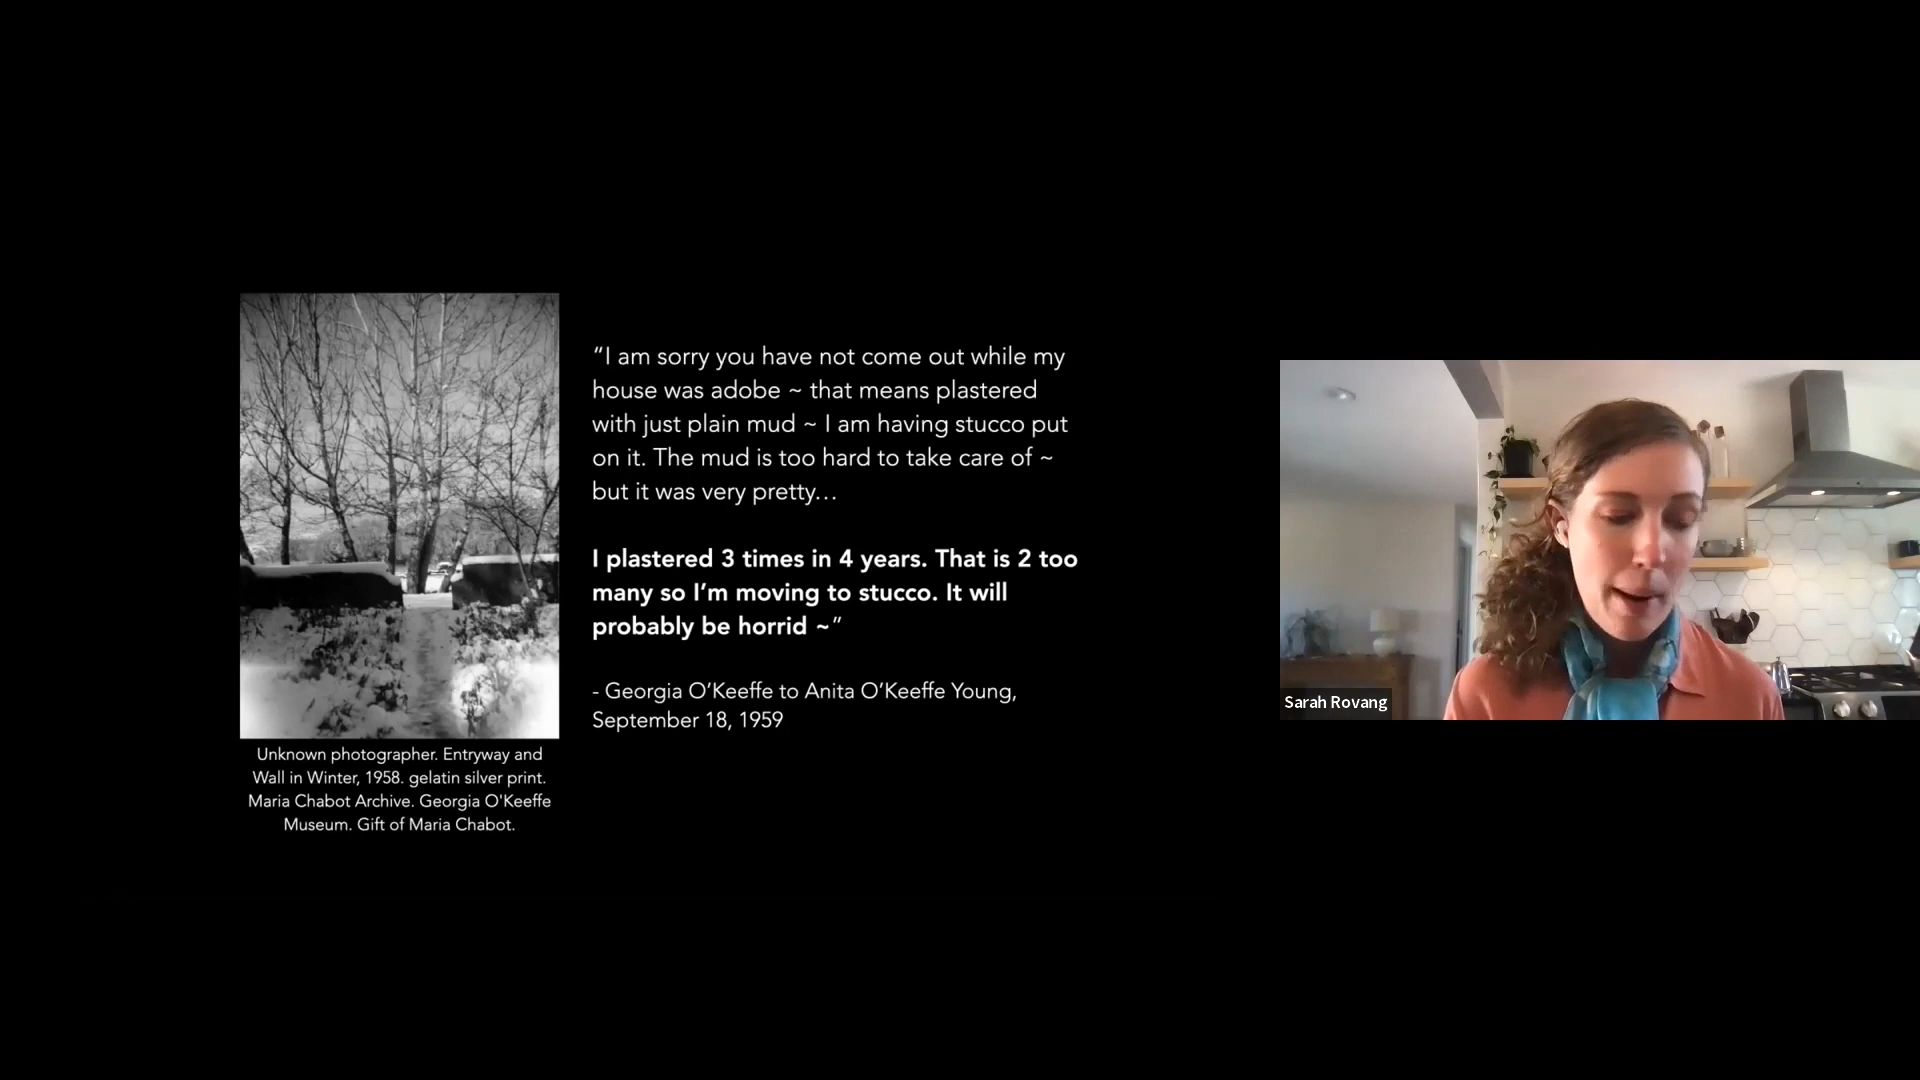 “I am sorry you have not come out while my
house was adobe ~ that means plastered
with just plain mud ~ I am having stucco put
on it. The mud is too hard to take care of ~
but it was very pretty…
I plastered 3 times in 4 years. That is 2 too
many so I’m moving to stucco. It will
probably be horrid ~”
- Georgia O’Keeffe to Anita O’Keeffe Young,
September 18, 1959
Unknown photographer. Entryway and
Wall in Winter, 1958. gelatin silver print.
Maria Chabot Archive. Georgia O'Keeffe
Museum. Gift of Maria Chabot.
Sarah Rovang